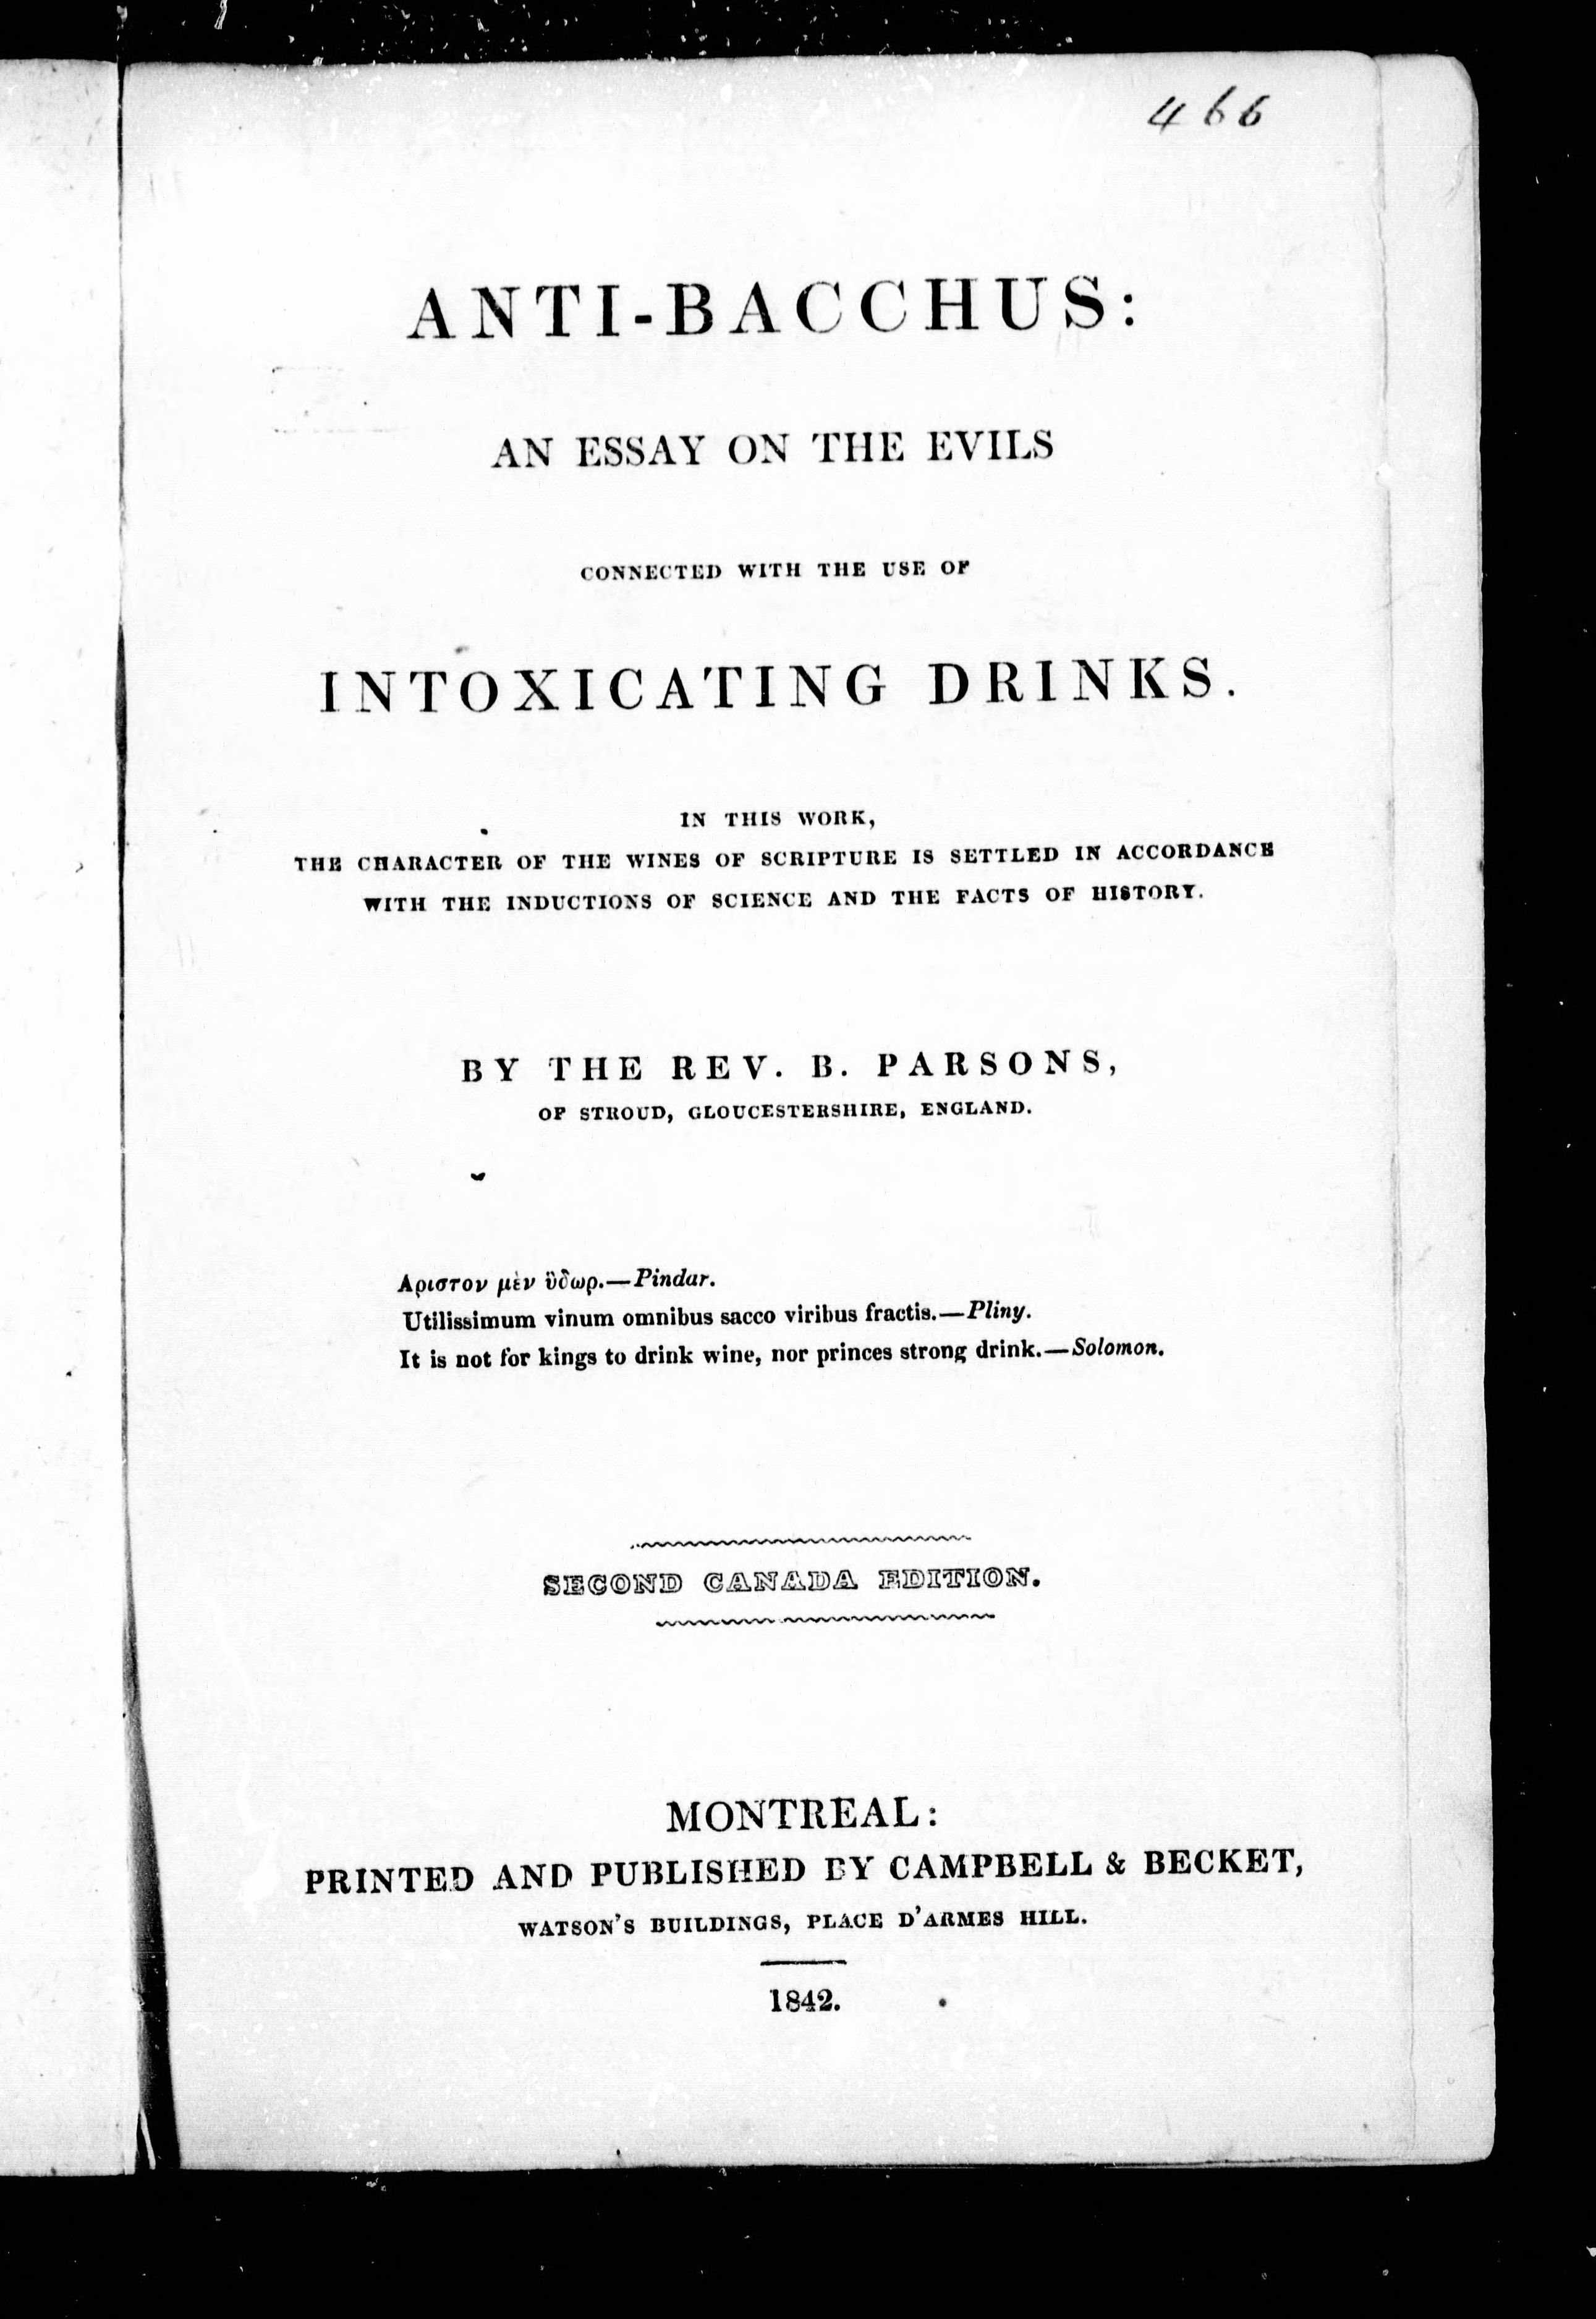 466
ANTI-BACCHUS:
AN ESSAY ON THE EVILS
CONNECTED WITH THE USE OF
INTOXICATING DRINKS.
IN THIS WORK,
THE CHARACTER OF THE WINES OF SCRIPTURE IS SETTLED IN ACCORDANCE
WITH THE INDUCTIONS OF SCIENCE AND THE FACTS OF HISTORY.
BY THE REV. B. PARSONS,
OF STROUD, GLOUCESTERSHIRE, ENGLAND.
Αριστον μὲν ὕδωρ.—Pindar.
Utilissimum vinum omnibus sacco viribus fractis.—Pliny.
It is not for kings to drink wine, nor princes strong drink.—Solomon.
SECOND CANADA EDITION.
MONTREAL:
PRINTED AND PUBLISHED BY CAMPBELL & BECKET,
WATSON'S BUILDINGS, PLACE D'ARMES HILL.
1842.